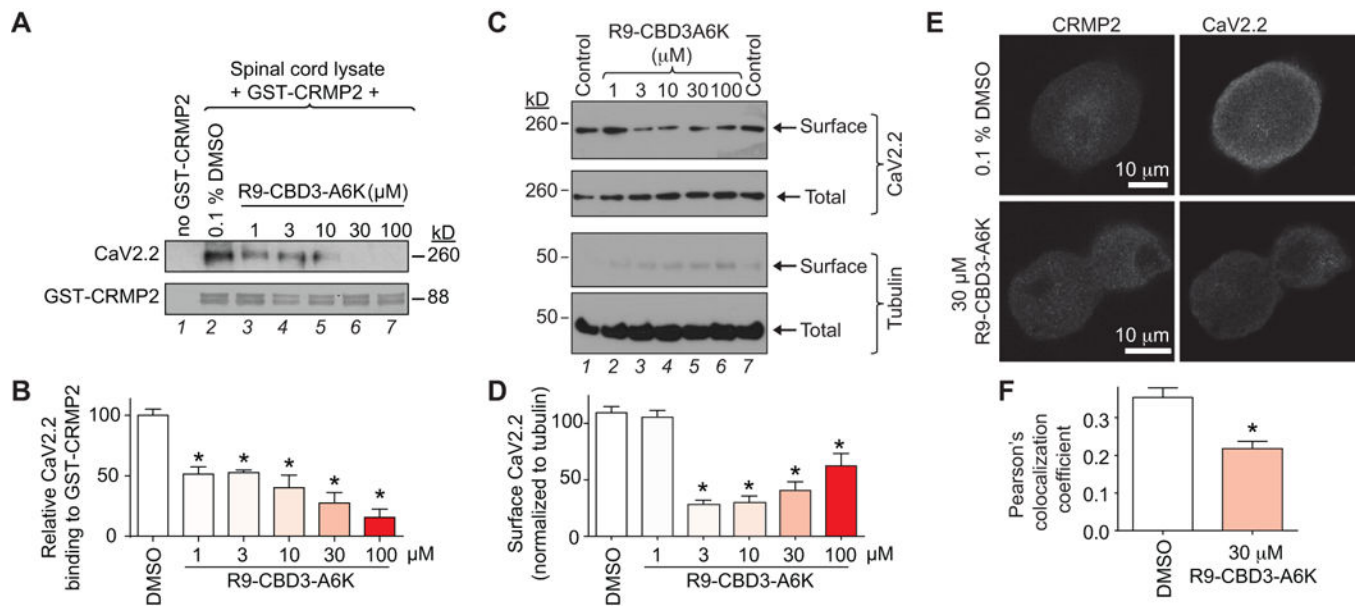 A
Spinal cord lysate
+ GST-CRMP2 +
no GST-CRMP2
0.1 % DMSO
R9-CBD3-A6K(µM)
1 3 10 30 100 kD
CaV2.2 260
GST-CRMP2 88
1 2 3 4 5 6 7
B
Relative CaV2.2
binding to GST-CRMP2
100
50
0
* * * * *
DMSO
1 3 10 30 100 µM
R9-CBD3-A6K
C
R9-CBD3A6K
(µM)
Control
1 3 10 30 100
Control
kD
260 Surface
260 Total
CaV2.2
50 Surface
50 Total
Tubulin
1 2 3 4 5 6 7
D
Surface CaV2.2
(normalized to tubulin)
100
50
0
* * * *
DMSO
1 3 10 30 100 µM
R9-CBD3-A6K
E
CRMP2 CaV2.2
0.1 % DMSO
10 µm
30 µM
R9-CBD3-A6K
10 µm
F
Pearson's
colocalization
coefficient
0.3
0.2
0.1
0.0
*
DMSO
30 µM
R9-CBD3-A6K